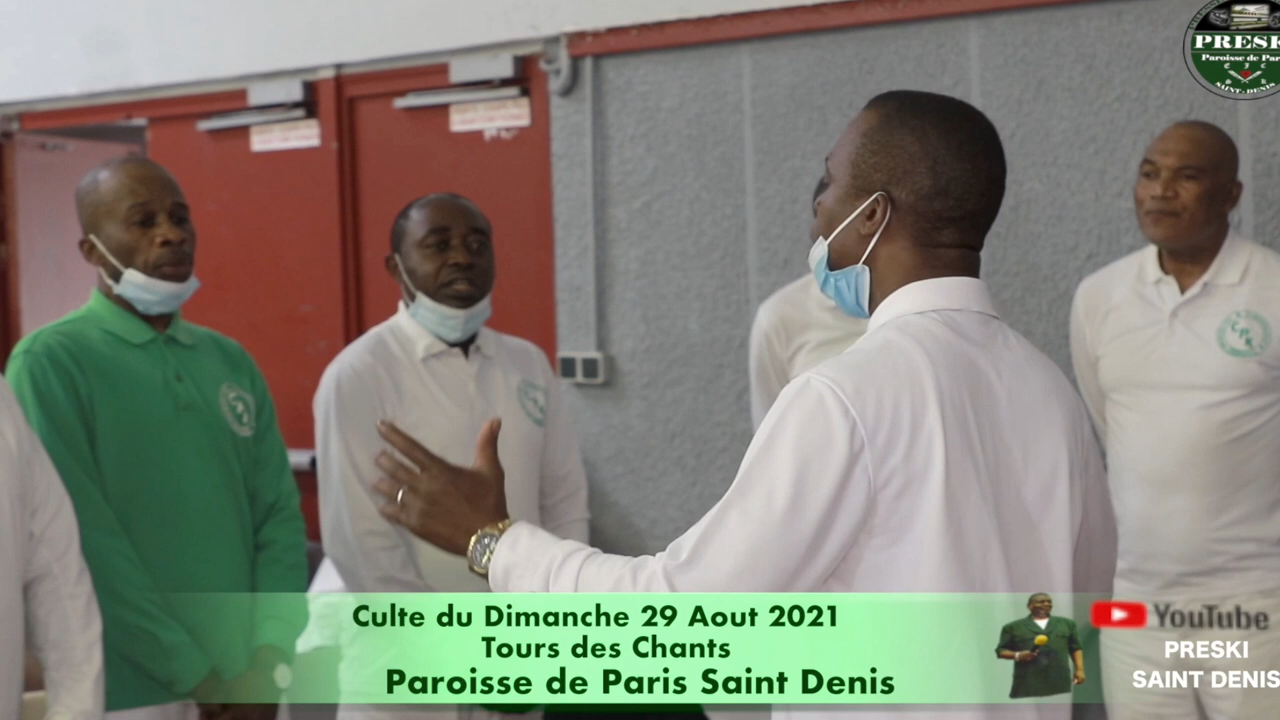 PRESK
Paroisse de Par
SAINT-DENIS
Culte du Dimanche 29 Aout 2021
Tours des Chants
Paroisse de Paris Saint Denis
YouTube
PRESKI
SAINT DENIS